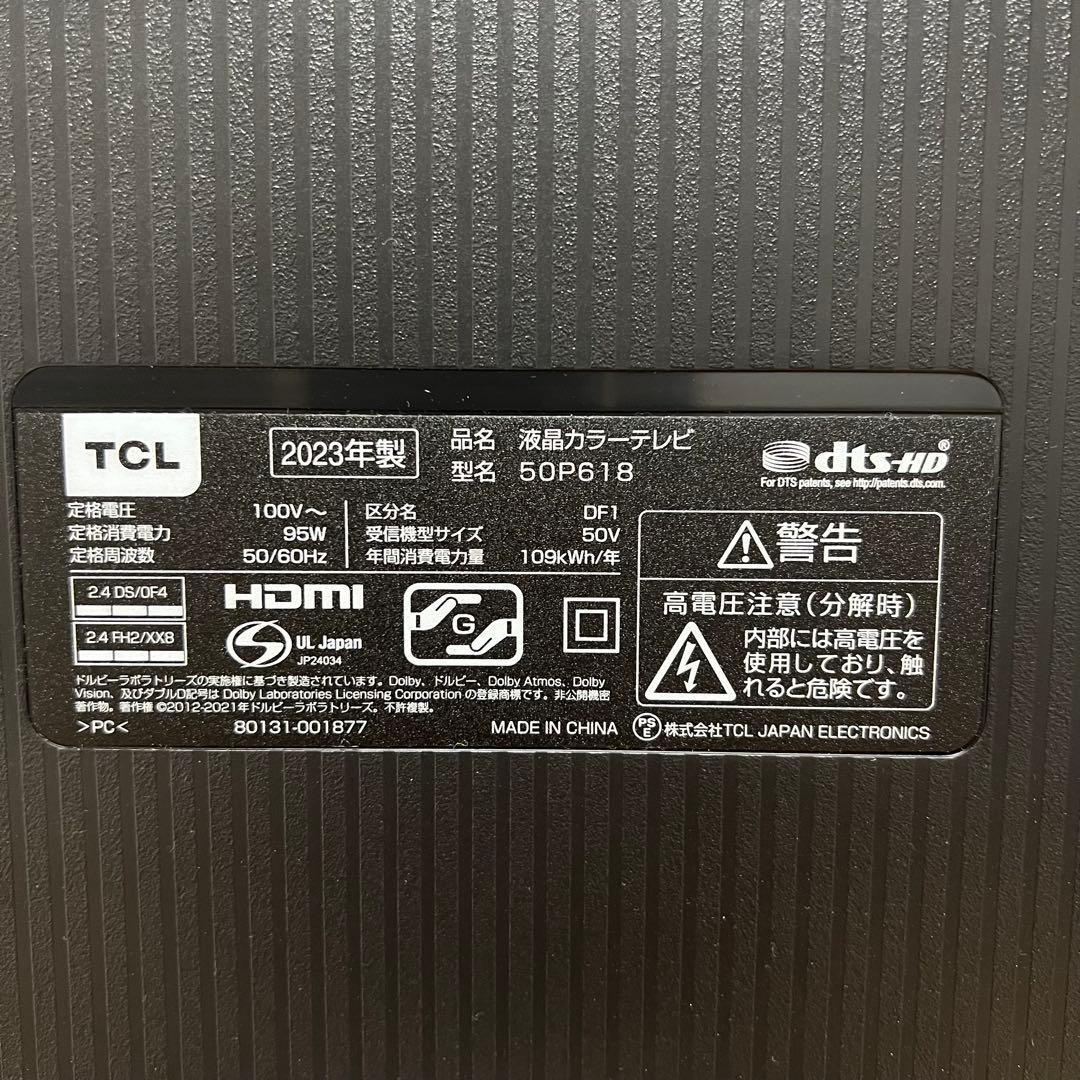 TCL
2023年製
品名 液晶カラーテレビ
型名 50P618
dts-HD®
For DTS patents, see http://patents.dts.com.
定格電圧 100V～
定格消費電力 95W
定格周波数 50/60Hz
区分名 DF1
受信機型サイズ 50V
年間消費電力量 109kWh/年
2.4 DS/OF4
2.4 FH2/XX8
HDMI
S UL Japan
JP24034
G
⚠警告
高電圧注意（分解時）
内部には高電圧を
使用しており、触
れると危険です。
ドルビーラボラトリーズの実施権に基づき製造されています。Dolby、ドルビー、Dolby Atmos、Dolby
Vision、及びダブルD記号は Dolby Laboratories Licensing Corporation の登録商標です。非公開機密
著作物。著作権 ©2012-2021年ドルビーラボラトリーズ。不許複製。
>PC< 80131-001877 MADE IN CHINA PSE 株式会社TCL JAPAN ELECTRONICS